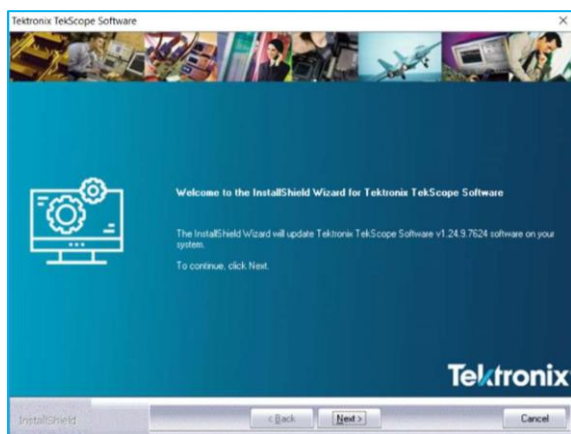 Tektronix TekScope Software
Welcome to the InstallShield Wizard for Tektronix TekScope Software
The InstallShield Wizard will update Tektronix TekScope Software v1.24.9.7624 software on your
system.
To continue, click Next.
Tektronix
InstallShield
< Back
Next >
Cancel